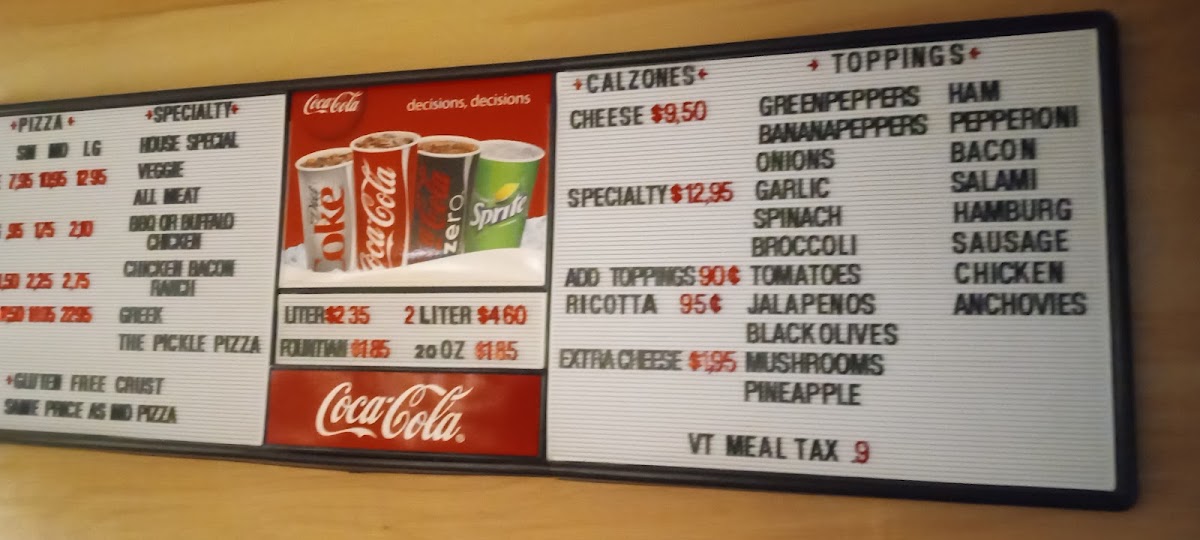 +PIZZA+
SM MD LG
7,95 10,95 12,95
,95 1,75 2,10
1,50 2,25 2,75
22,95
+SPECIALTY+
HOUSE SPECIAL
VEGGIE
ALL MEAT
BBQ OR BUFFALO
CHICKEN
CHICKEN BACON
RANCH
GREEK
THE PICKLE PIZZA
+GLUTEN FREE CRUST
SAME PRICE AS MD PIZZA
Coca-Cola
decisions, decisions
Diet Coke
Coca-Cola
Coca-Cola zero
Sprite
LITER $2 35 2 LITER $4 60
FOUNTIAN $1.85 20 OZ $1.85
Coca-Cola®
+CALZONES+
CHEESE $9,50
SPECIALTY $12,95
ADD TOPPINGS 90¢
RICOTTA 95¢
EXTRA CHEESE $1,95
+ TOPPINGS+
GREENPEPPERS
BANANAPEPPERS
ONIONS
GARLIC
SPINACH
BROCCOLI
TOMATOES
JALAPENOS
BLACK OLIVES
MUSHROOMS
PINEAPPLE
HAM
PEPPERONI
BACON
SALAMI
HAMBURG
SAUSAGE
CHICKEN
ANCHOVIES
VT MEAL TAX .9